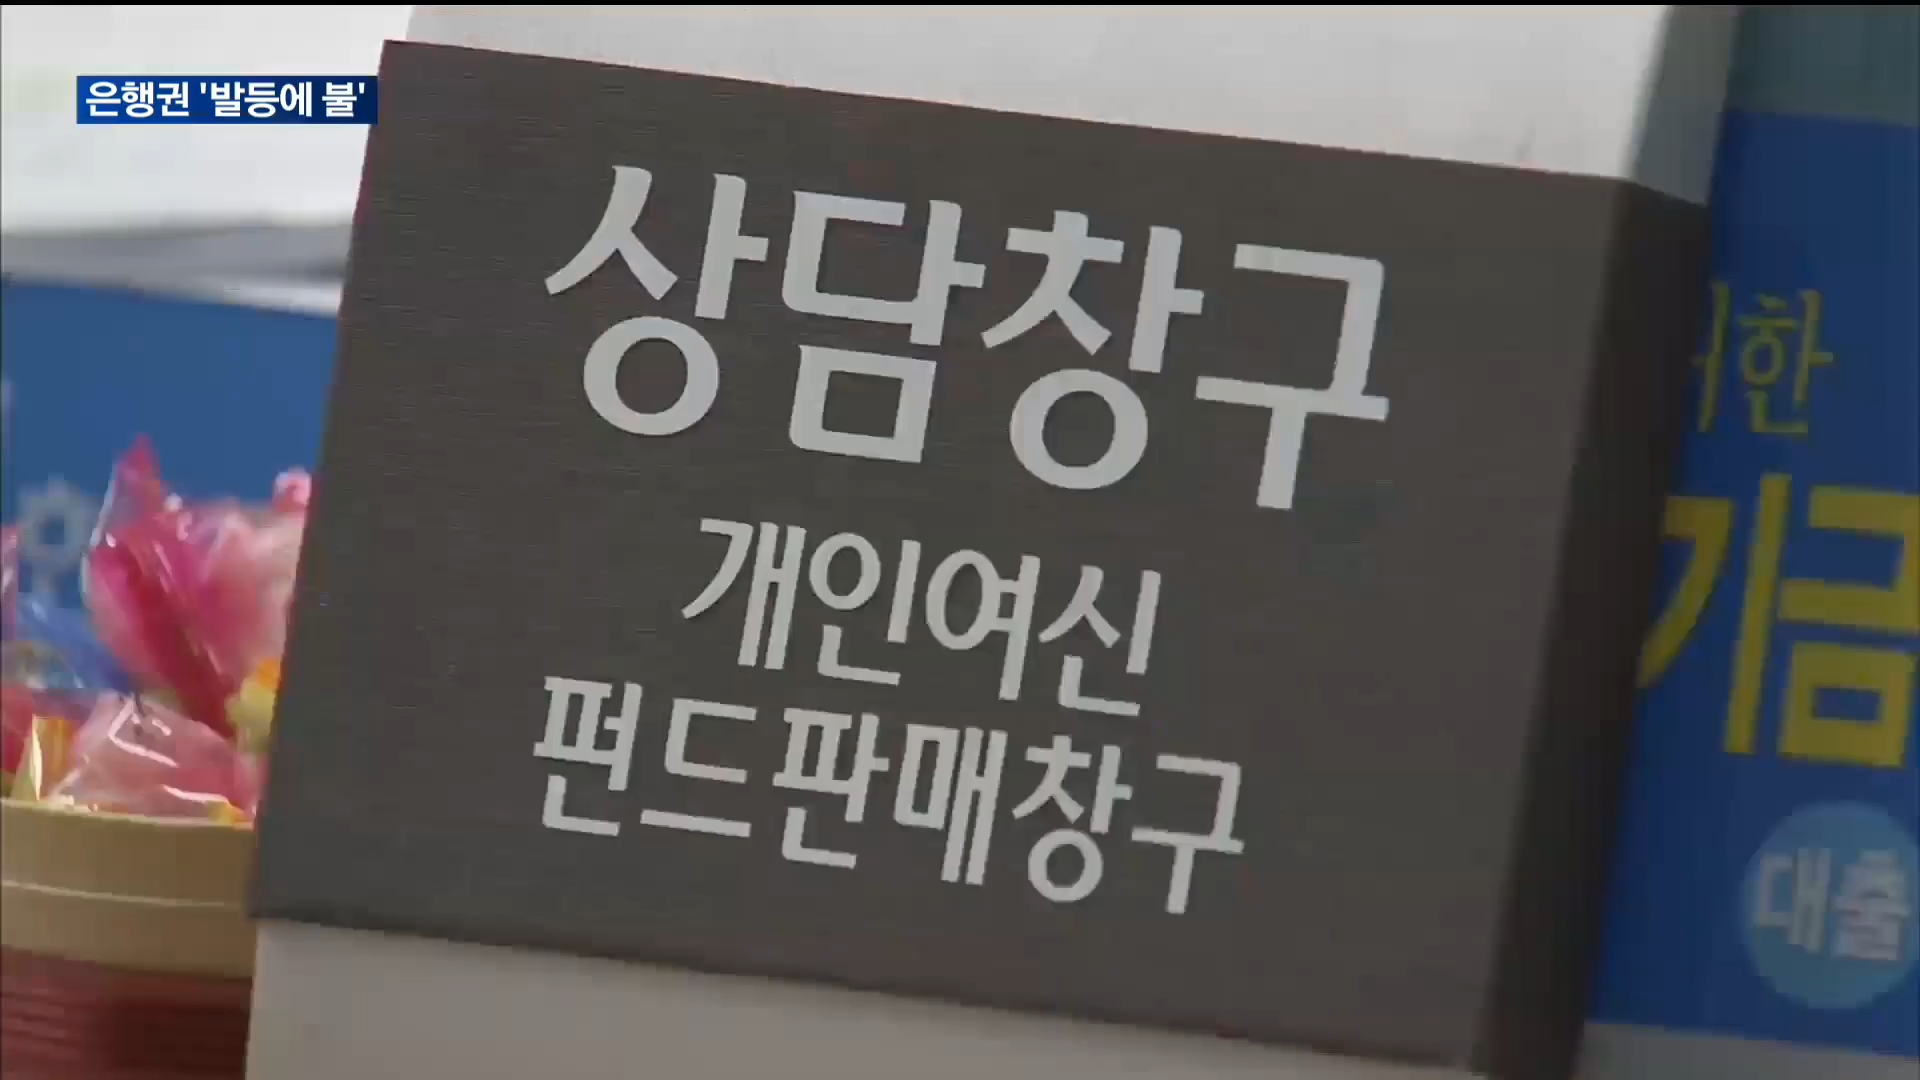 은행권 '발등에 불'
상담창구
개인여신
펀드판매창구
한
기금
대출